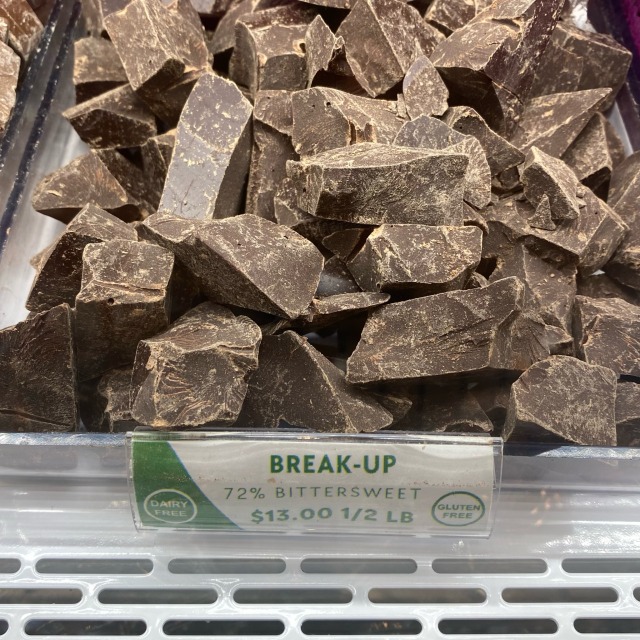 BREAK-UP
72% BITTERSWEET
$13.00 1/2 LB
DAIRY
FREE
GLUTEN
FREE